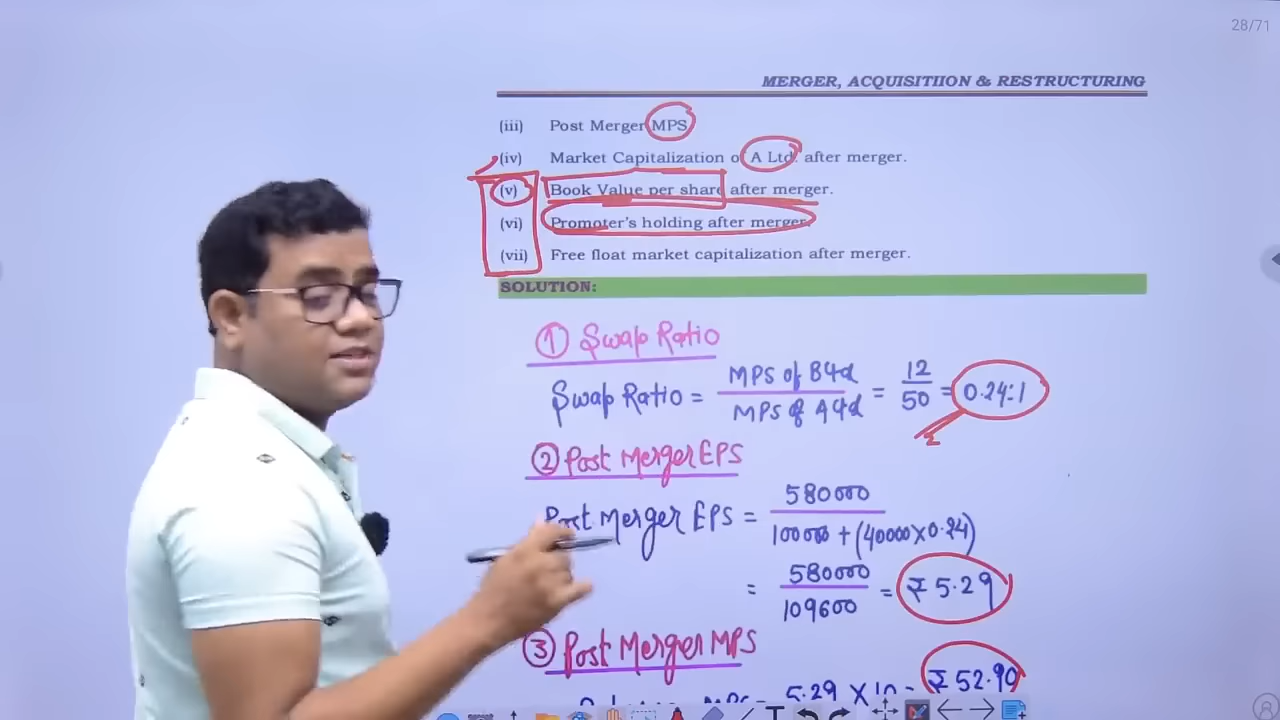 28/71
MERGER, ACQUISITIION & RESTRUCTURING
(iii) Post Merger MPS
(iv) Market Capitalization of A Ltd. after merger.
(v) Book Value per share after merger.
(vi) Promoter's holding after merger.
(vii) Free float market capitalization after merger.
SOLUTION:
① Swap Ratio
Swap Ratio = MPS of B Ltd / MPS of A Ltd = 12/50 = 0.24:1
② Post Merger EPS
Post Merger EPS = 580000 / 100000 + (40000 × 0.24)
= 580000 / 109600 = ₹ 5.29
③ Post Merger MPS
MPS = 5.29 × 10 = ₹ 52.90